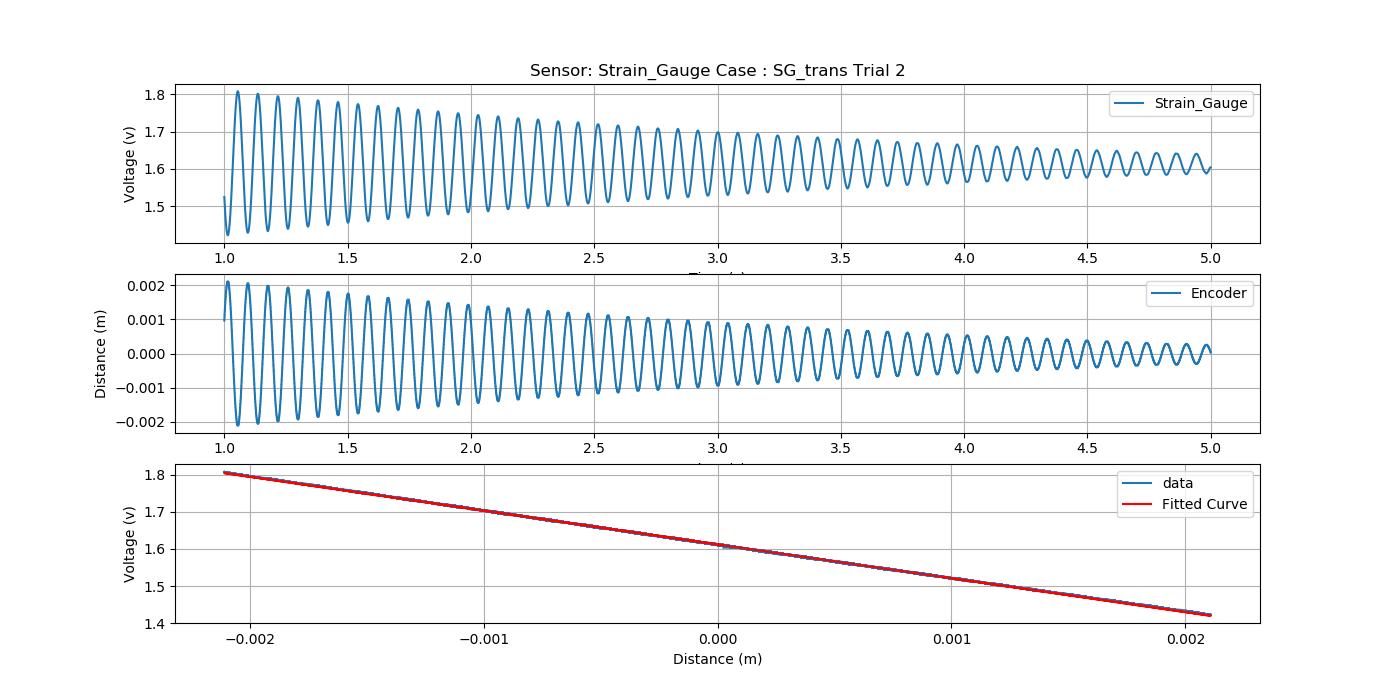 Sensor: Strain_Gauge Case : SG_trans Trial 2
Voltage (v)
1.8
1.7
1.6
1.5
Strain_Gauge
1.0 1.5 2.0 2.5 3.0 3.5 4.0 4.5 5.0
Distance (m)
0.002
0.001
0.000
−0.001
−0.002
Encoder
1.0 1.5 2.0 2.5 3.0 3.5 4.0 4.5 5.0
Voltage (v)
1.8
1.7
1.6
1.5
1.4
data
Fitted Curve
−0.002 −0.001 0.000 0.001 0.002
Distance (m)